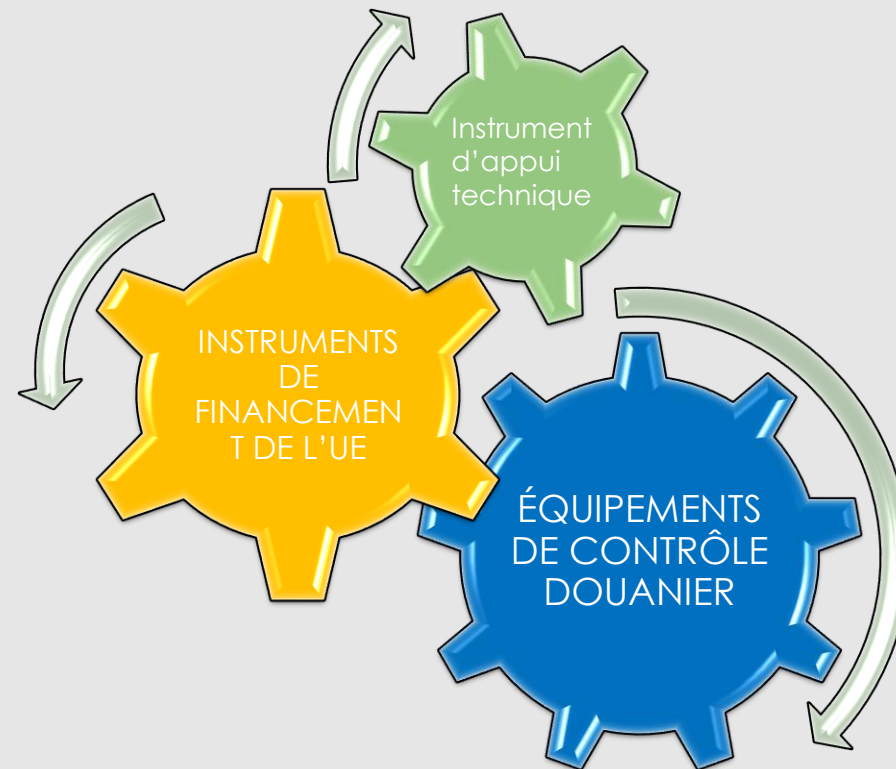 Instrument
d’appui
technique
INSTRUMENTS
DE
FINANCEMEN
T DE L’UE
ÉQUIPEMENTS
DE CONTRÔLE
DOUANIER